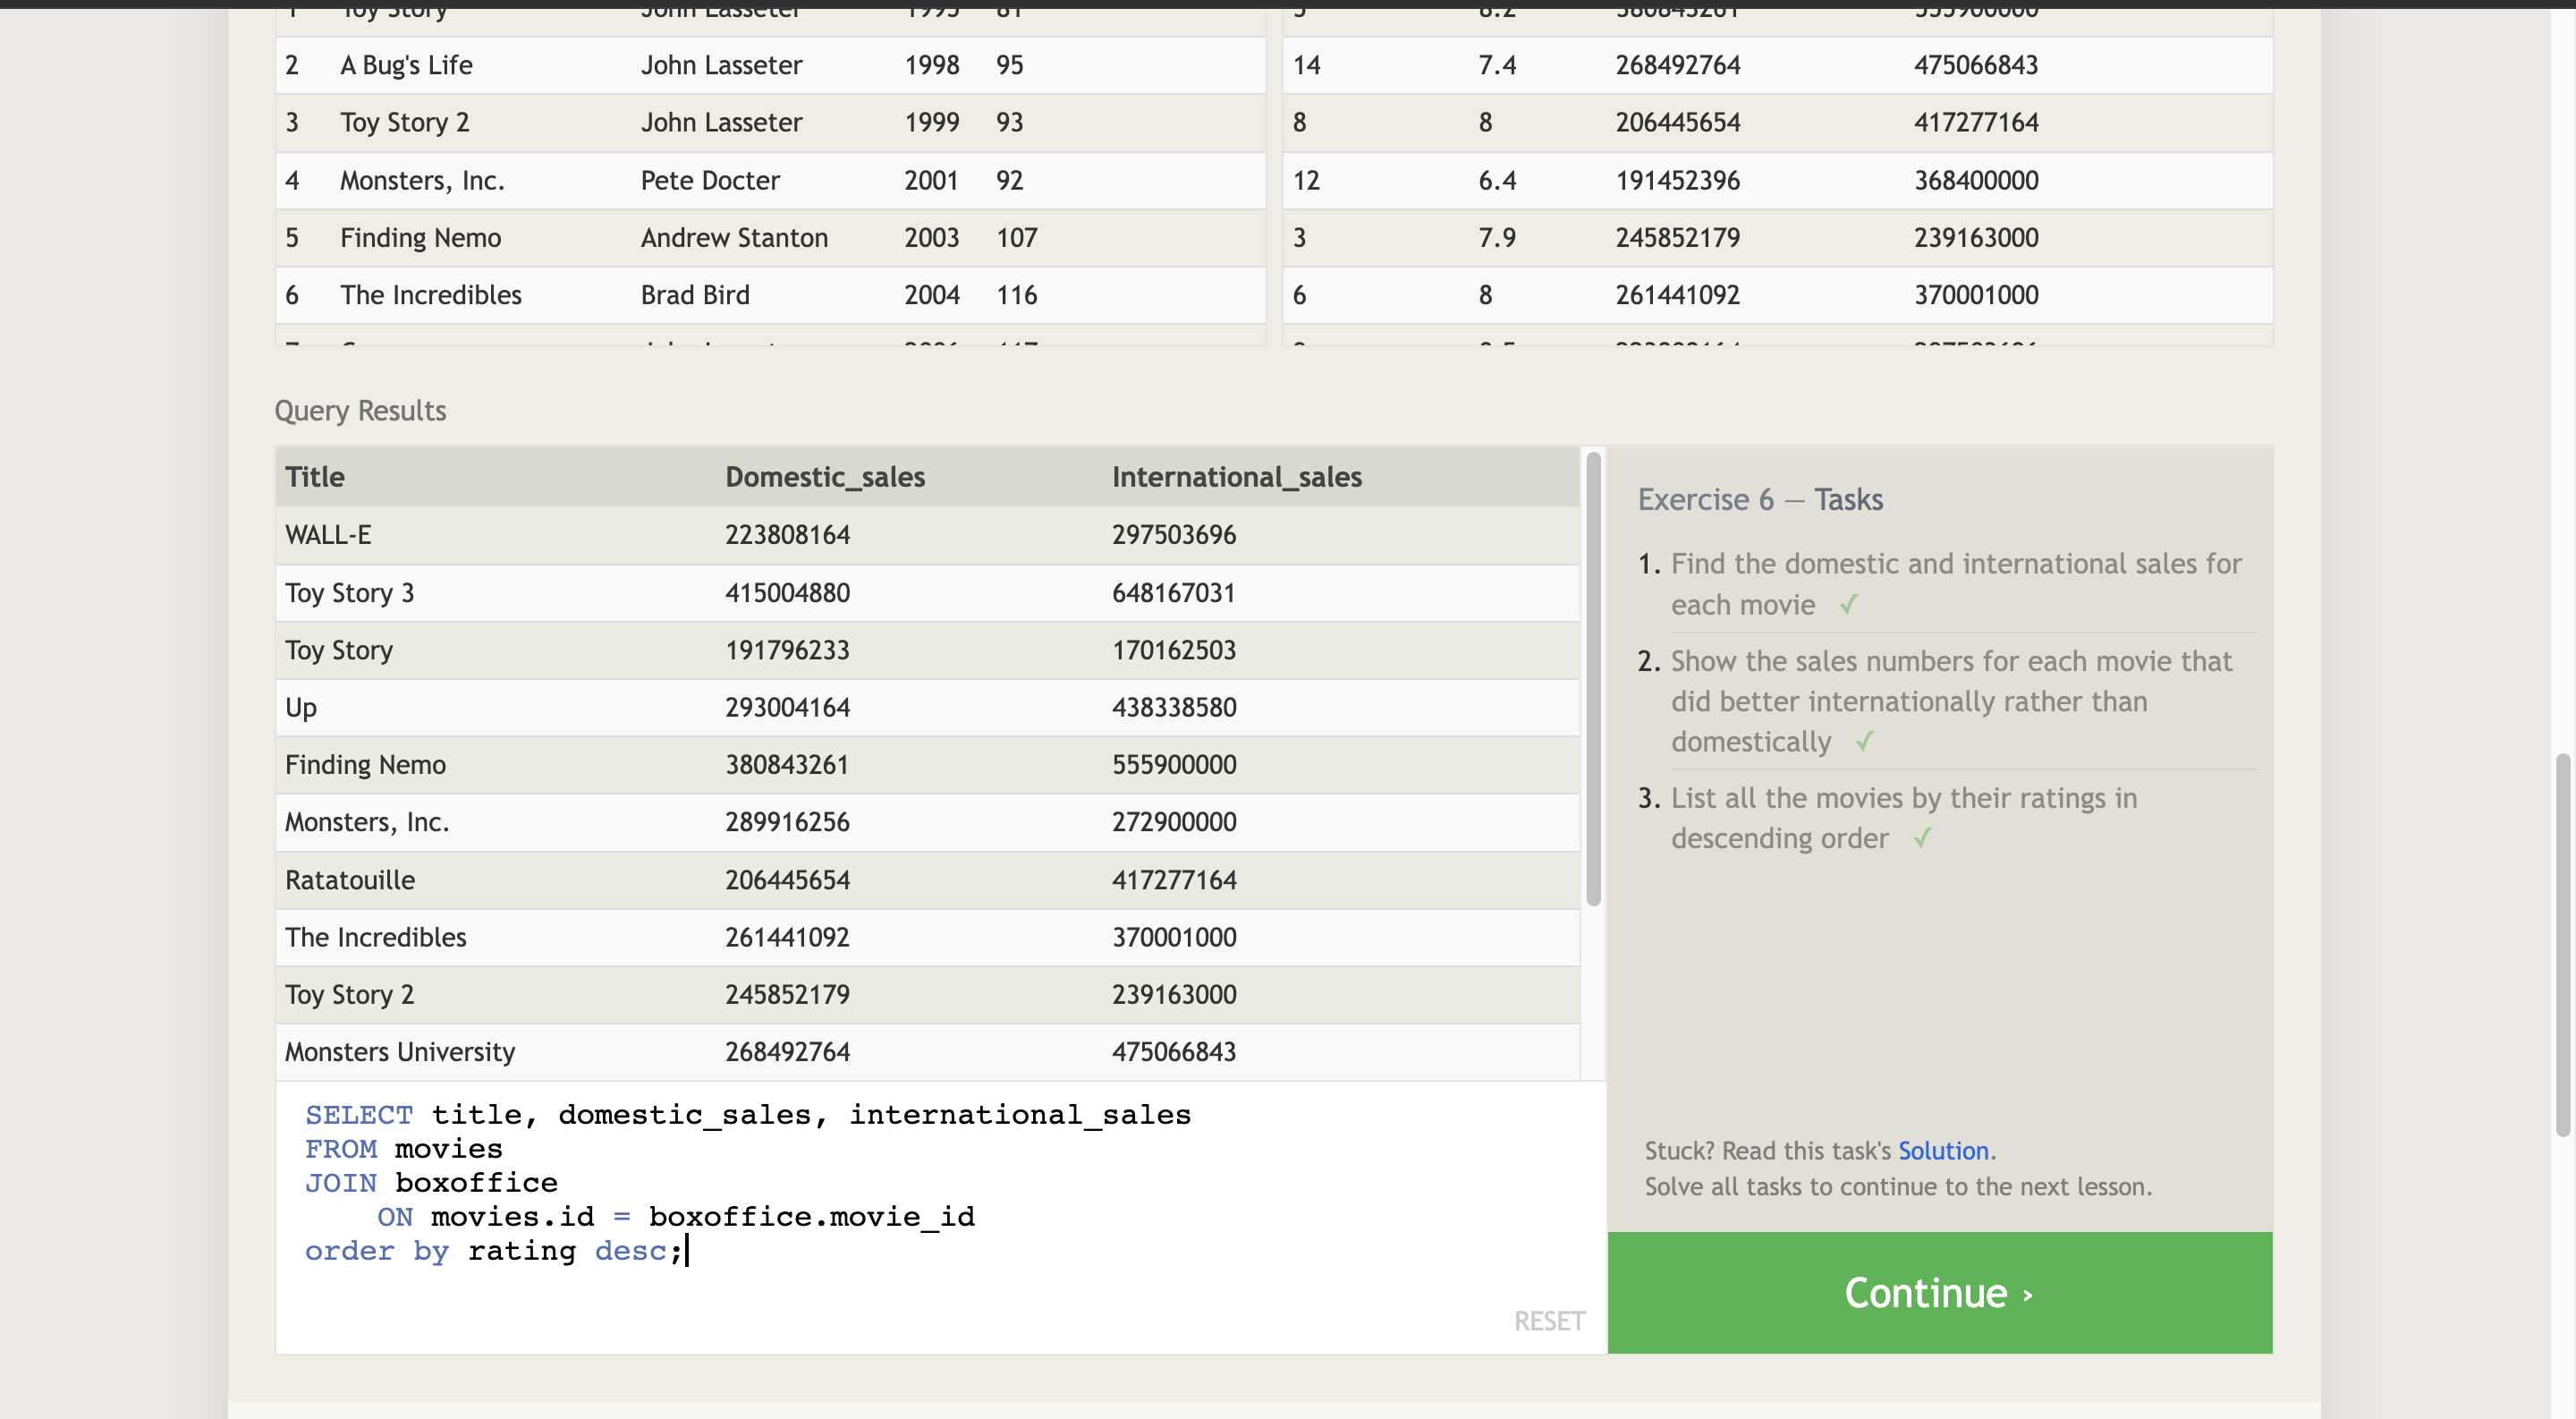 1 Toy Story John Lasseter 1995 81 5 8.2 380843261 555900000
2 A Bug's Life John Lasseter 1998 95 14 7.4 268492764 475066843
3 Toy Story 2 John Lasseter 1999 93 8 8 206445654 417277164
4 Monsters, Inc. Pete Docter 2001 92 12 6.4 191452396 368400000
5 Finding Nemo Andrew Stanton 2003 107 3 7.9 245852179 239163000
6 The Incredibles Brad Bird 2004 116 6 8 261441092 370001000
Query Results
Title Domestic_sales International_sales
WALL-E 223808164 297503696
Toy Story 3 415004880 648167031
Toy Story 191796233 170162503
Up 293004164 438338580
Finding Nemo 380843261 555900000
Monsters, Inc. 289916256 272900000
Ratatouille 206445654 417277164
The Incredibles 261441092 370001000
Toy Story 2 245852179 239163000
Monsters University 268492764 475066843
SELECT title, domestic_sales, international_sales
FROM movies
JOIN boxoffice
ON movies.id = boxoffice.movie_id
order by rating desc;
RESET
Exercise 6 — Tasks
1. Find the domestic and international sales for
each movie ✓
2. Show the sales numbers for each movie that
did better internationally rather than
domestically ✓
3. List all the movies by their ratings in
descending order ✓
Stuck? Read this task's Solution.
Solve all tasks to continue to the next lesson.
Continue ›